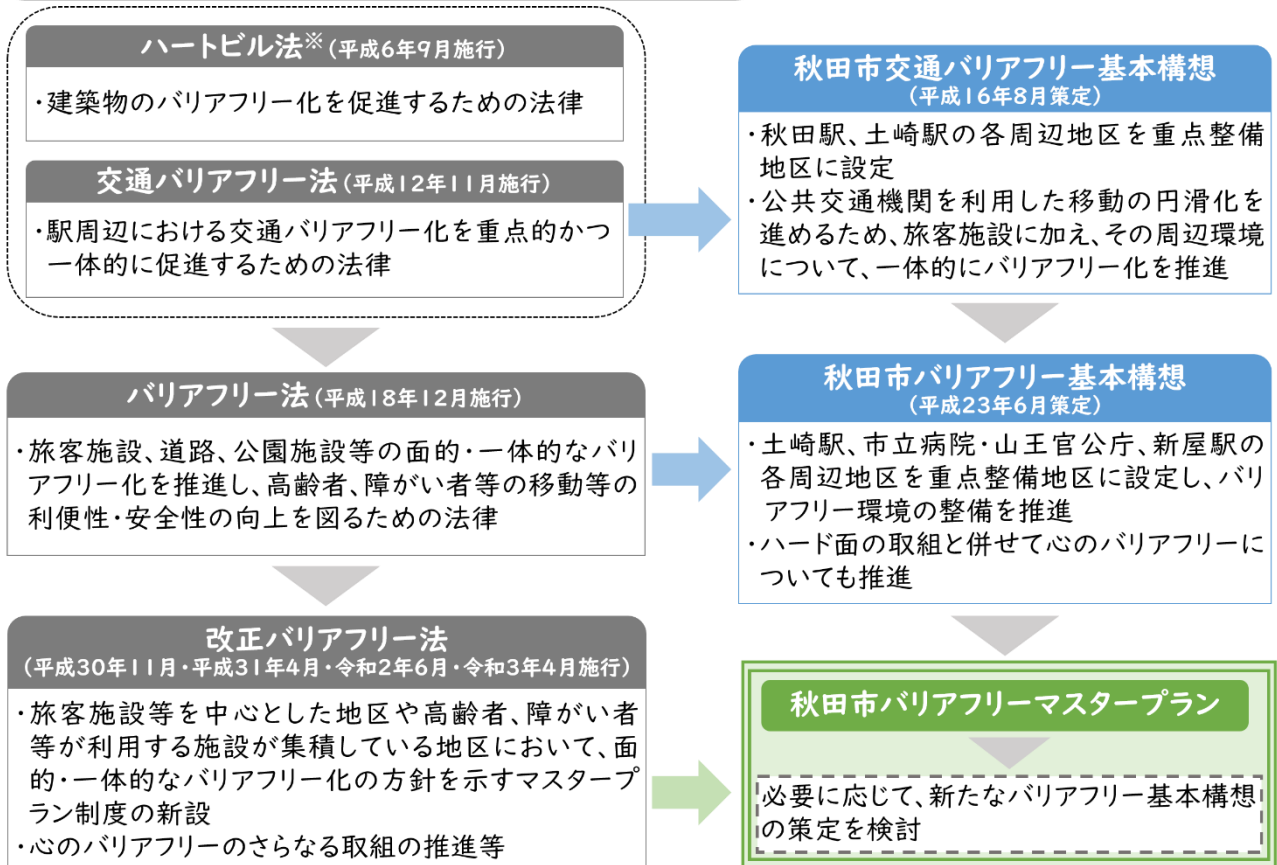 ハートビル法※(平成6年9月施行)
・建築物のバリアフリー化を促進するための法律
交通バリアフリー法(平成12年11月施行)
・駅周辺における交通バリアフリー化を重点的かつ
一体的に促進するための法律
秋田市交通バリアフリー基本構想
(平成16年8月策定)
・秋田駅、土崎駅の各周辺地区を重点整備
地区に設定
・公共交通機関を利用した移動の円滑化を
進めるため、旅客施設に加え、その周辺環境
について、一体的にバリアフリー化を推進
バリアフリー法(平成18年12月施行)
・旅客施設、道路、公園施設等の面的・一体的なバリ
アフリー化を推進し、高齢者、障がい者等の移動等の
利便性・安全性の向上を図るための法律
秋田市バリアフリー基本構想
(平成23年6月策定)
・土崎駅、市立病院・山王官公庁、新屋駅の
各周辺地区を重点整備地区に設定し、バリ
アフリー環境の整備を推進
・ハード面の取組と併せて心のバリアフリーに
ついても推進
改正バリアフリー法
(平成30年11月・平成31年4月・令和2年6月・令和3年4月施行)
・旅客施設等を中心とした地区や高齢者、障がい者
等が利用する施設が集積している地区において、面
的・一体的なバリアフリー化の方針を示すマスタープ
ラン制度の新設
・心のバリアフリーのさらなる取組の推進等
秋田市バリアフリーマスタープラン
必要に応じて、新たなバリアフリー基本構想
の策定を検討